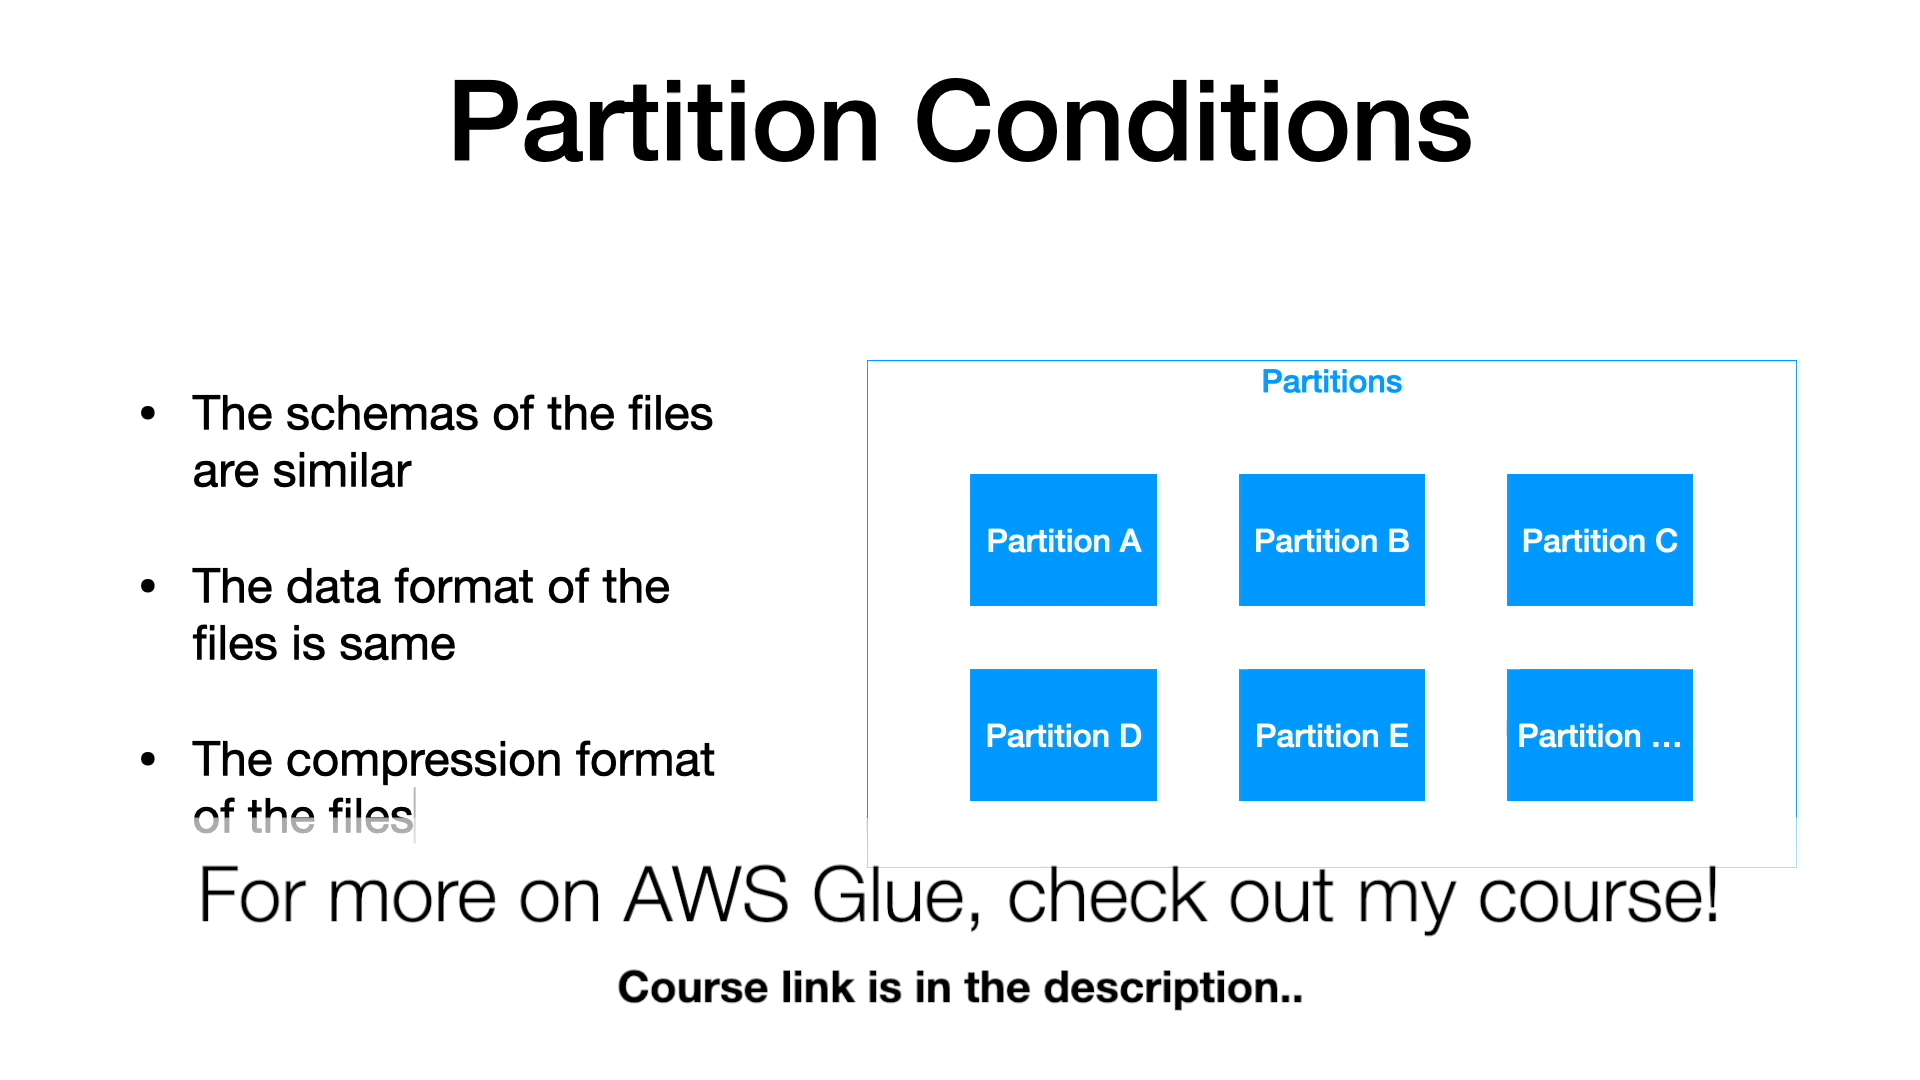 Partition Conditions
• The schemas of the files
are similar
• The data format of the
files is same
• The compression format
of the files
Partitions
Partition A
Partition B
Partition C
Partition D
Partition E
Partition ...
For more on AWS Glue, check out my course!
Course link is in the description..